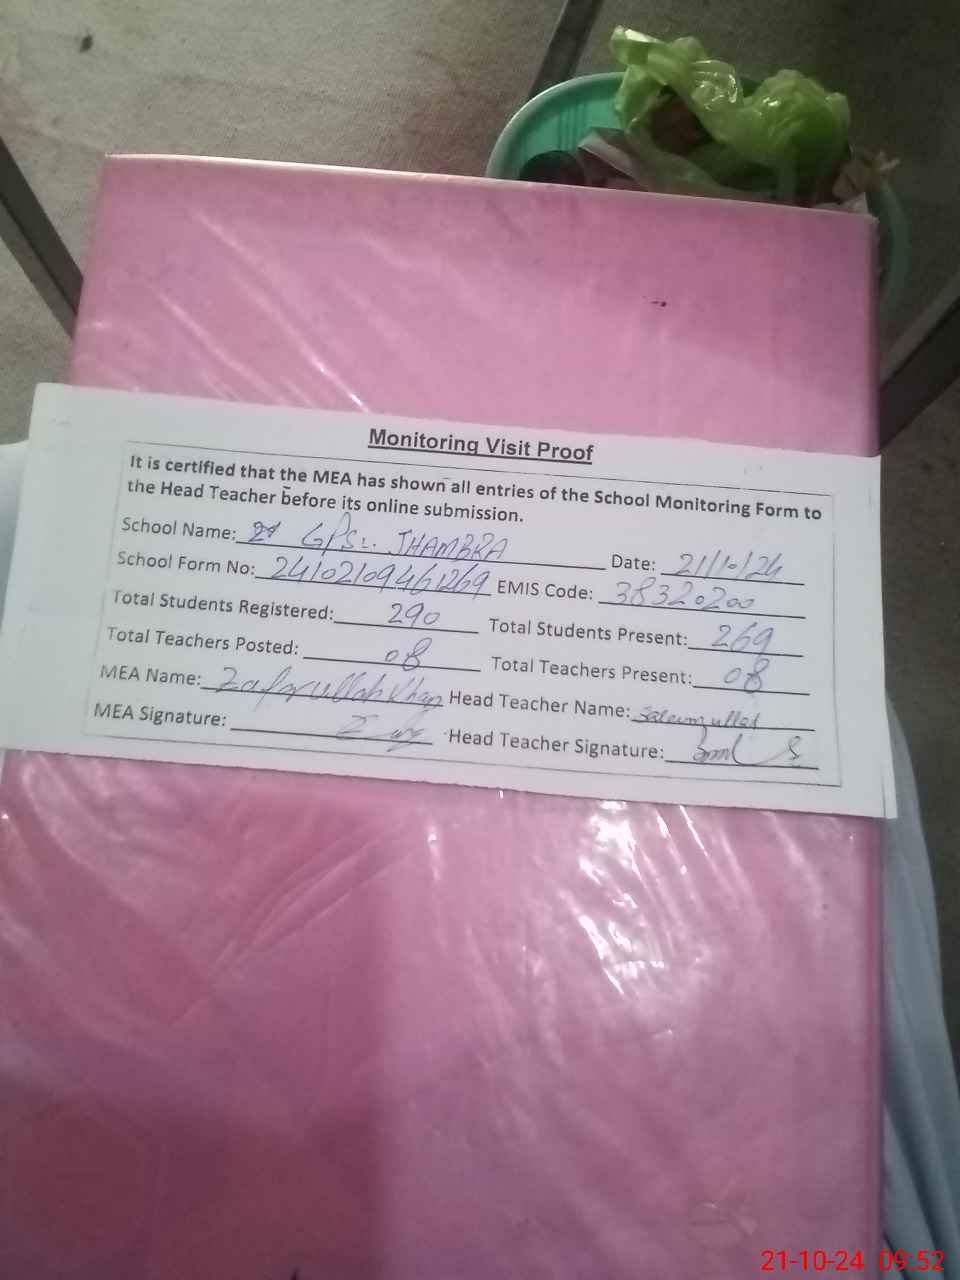 Monitoring Visit Proof
It is certified that the MEA has shown all entries of the School Monitoring Form to
the Head Teacher before its online submission.
School Name: GPS: JHAMBRA Date: 21/10/24
School Form No: 24102109461269 EMIS Code: 38320200
Total Students Registered: 290 Total Students Present: 269
Total Teachers Posted: 08 Total Teachers Present: 08
MEA Name: Zafarullah Khan Head Teacher Name: Saleemullah
MEA Signature: Head Teacher Signature:
21-10-24 09:52